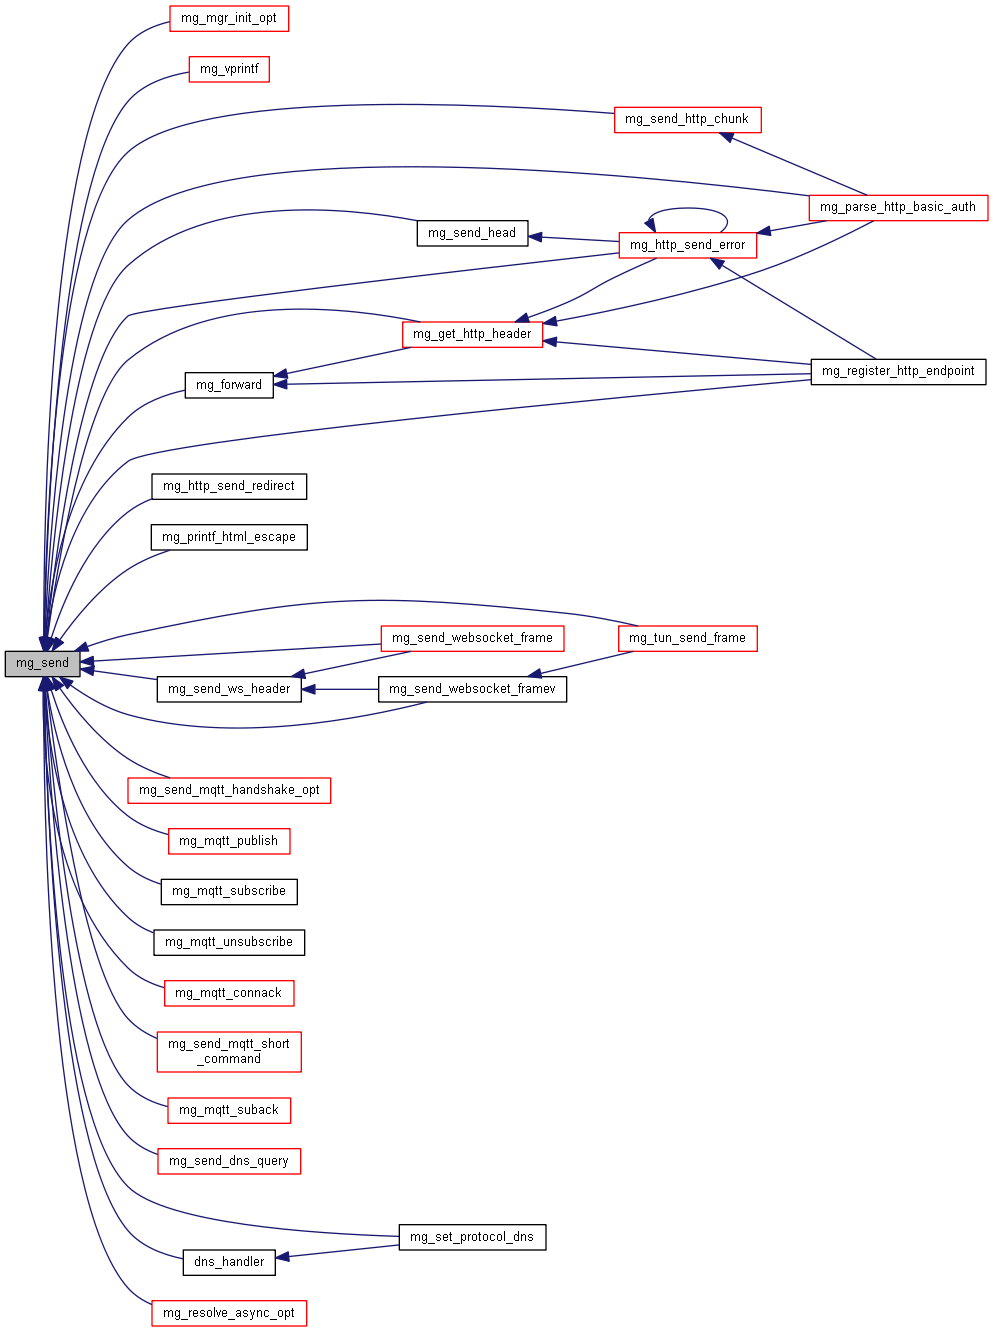 mg_mgr_init_opt
mg_vprintf
mg_send_http_chunk
mg_parse_http_basic_auth
mg_send_head
mg_http_send_error
mg_get_http_header
mg_register_http_endpoint
mg_forward
mg_http_send_redirect
mg_printf_html_escape
mg_send_websocket_frame
mg_tun_send_frame
mg_send
mg_send_ws_header
mg_send_websocket_framev
mg_send_mqtt_handshake_opt
mg_mqtt_publish
mg_mqtt_subscribe
mg_mqtt_unsubscribe
mg_mqtt_connack
mg_send_mqtt_short
_command
mg_mqtt_suback
mg_send_dns_query
mg_set_protocol_dns
dns_handler
mg_resolve_async_opt